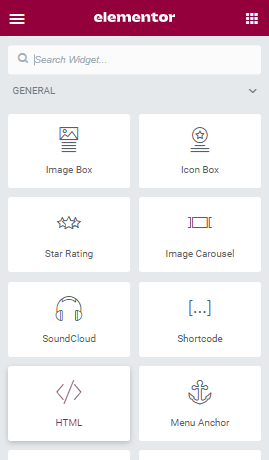 elementor
Search Widget...
GENERAL
Image Box
Icon Box
Star Rating
Image Carousel
SoundCloud
[...]
Shortcode
HTML
Menu Anchor